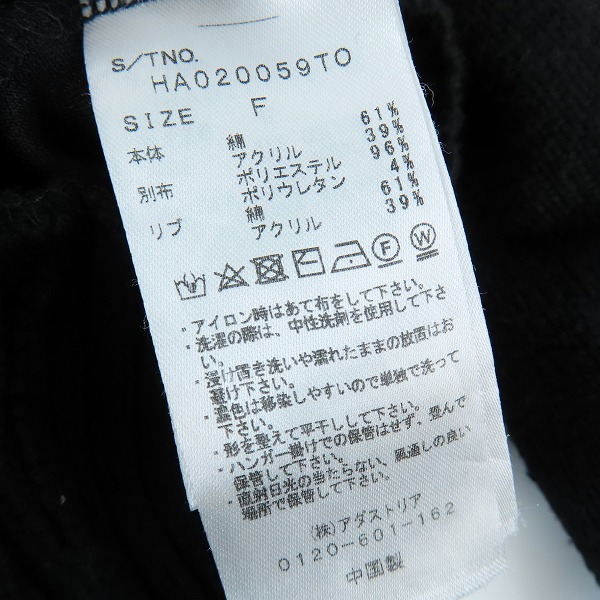 S/TNO.
HA020059TO
SIZE F
本体 綿 61%
アクリル 39%
別布 ポリエステル 96%
ポリウレタン 4%
リブ 綿 61%
アクリル 39%
F W
・アイロン時はあて布をして下さい。
・洗濯の際は、中性洗剤を使用して下さ
い。
・浸け置き洗いや濡れたままの放置はお
避け下さい。
・濃色は移染しやすいので単独で洗って
下さい。
・形を整えて平干しして下さい。
・ハンガー掛けでの保管はせず、畳んで
保管して下さい。
・直射日光の当たらない、風通しの良い
場所で保管して下さい。
(株)アダストリア
0120-601-162
中国製